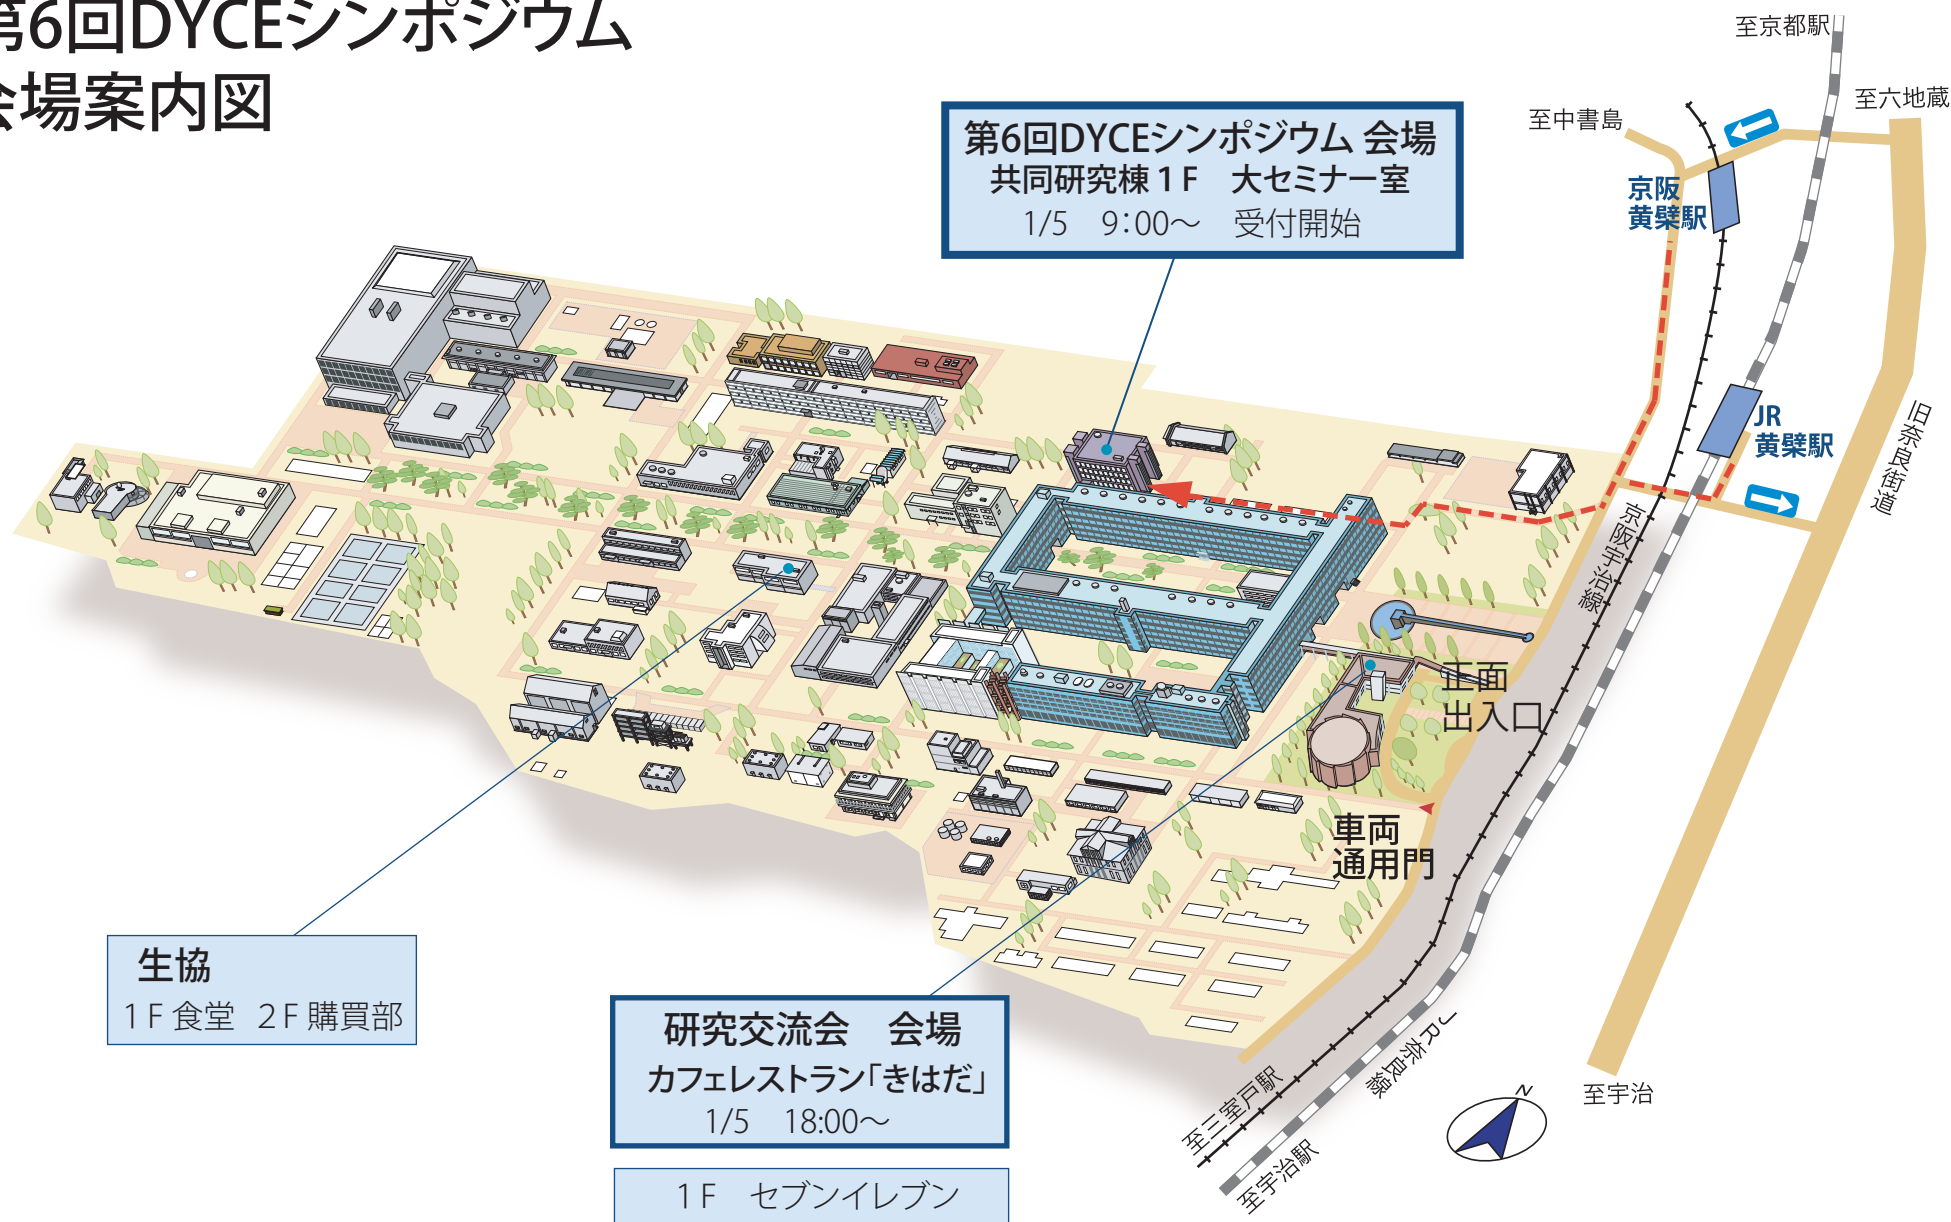 第6回DYCEシンポジウム
会場案内図
至京都駅
至六地蔵
至中書島
京阪
黄檗駅
第6回DYCEシンポジウム 会場
共同研究棟 1 F　大セミナー室
1/5　9:00〜　受付開始
JR
黄檗駅
旧奈良街道
京阪宇治線
正面
出入口
車両
通用門
生協
1 F 食堂　2 F 購買部
研究交流会　会場
カフェレストラン「きはだ」
1/5　18:00〜
1 F　セブンイレブン
JR奈良線
至三室戸駅
至宇治駅
至宇治
N